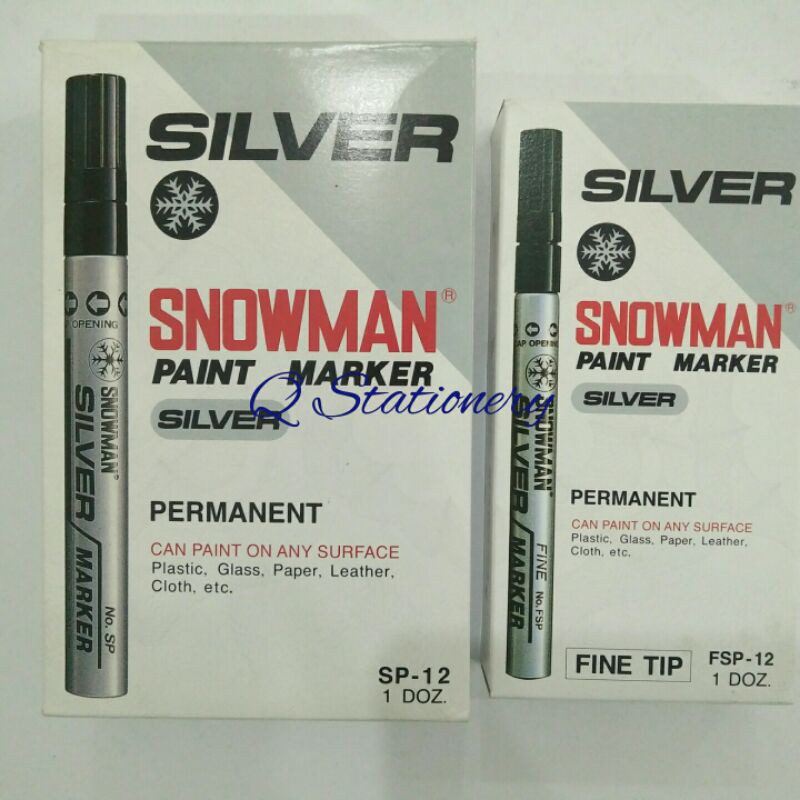 SILVER
SNOWMAN®
PAINT MARKER
SILVER
PERMANENT
CAN PAINT ON ANY SURFACE
Plastic, Glass, Paper, Leather,
Cloth, etc.
SP-12
1 DOZ.
OPENING
SNOWMAN®
SILVER
MARKER
No. SP
SILVER
SNOWMAN®
PAINT MARKER
SILVER
PERMANENT
CAN PAINT ON ANY SURFACE
Plastic, Glass, Paper, Leather,
Cloth, etc.
FINE TIP
FSP-12
1 DOZ.
OPENING
SNOWMAN
SILVER
MARKER
FINE
No. FSP
Q Stationery